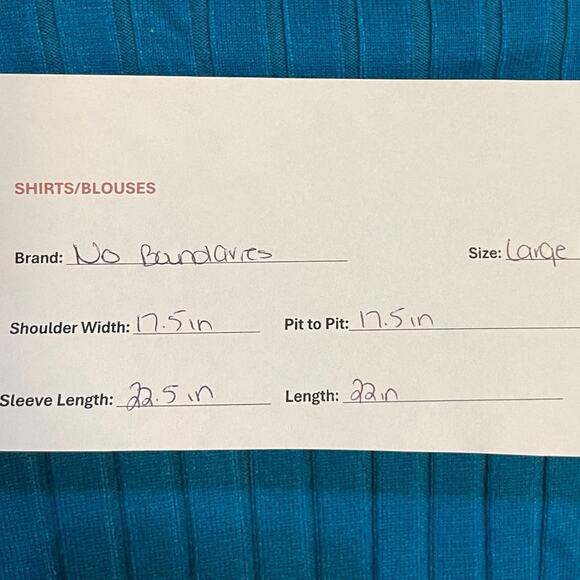 SHIRTS/BLOUSES
Brand: No Boundaries Size: Large
Shoulder Width: 17.5in Pit to Pit: 17.5in
Sleeve Length: 22.5 in Length: 22in